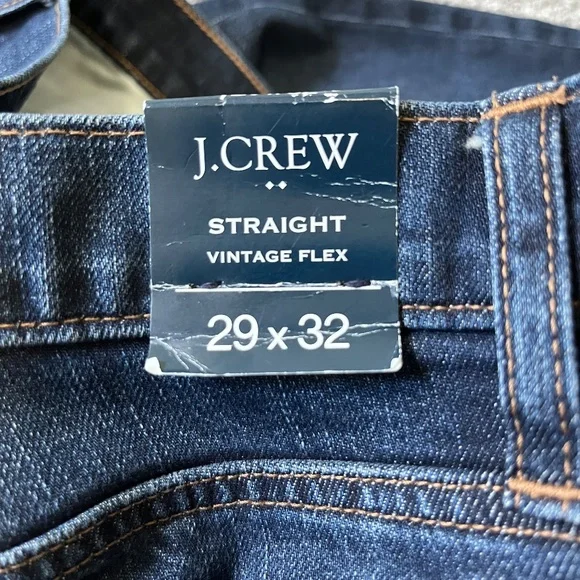 J.CREW
STRAIGHT
VINTAGE FLEX
29 x 32